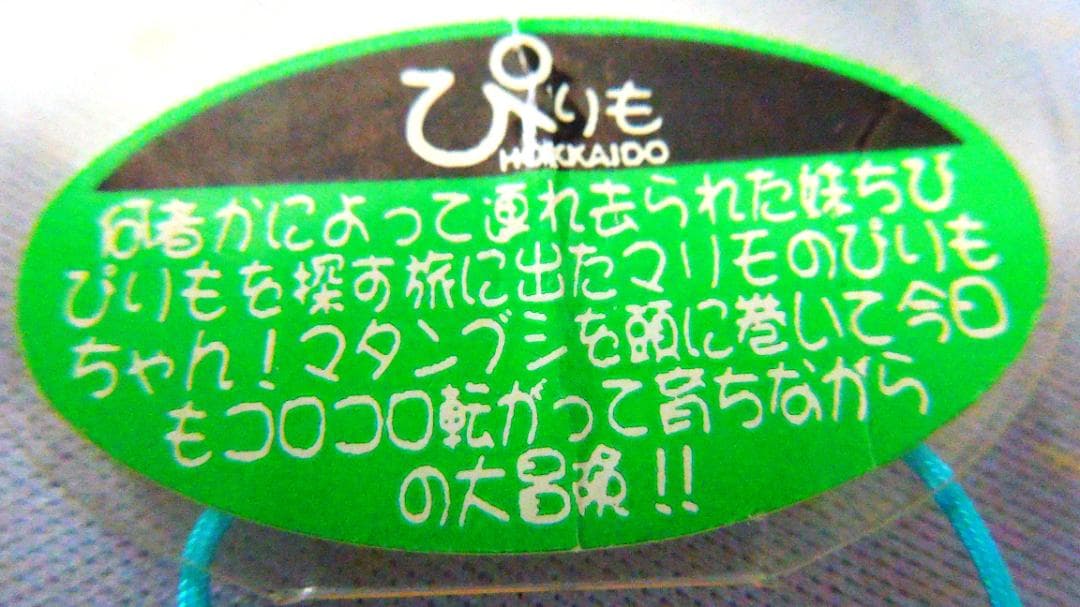 ぴりも
HOKKAIDO
何者かによって連れ去られた妹ちび
ぴりもを探す旅に出たマリモのぴりも
ちゃん！マタンプシを頭に巻いて今日
もコロコロ転がって育ちながら
の大冒険！！